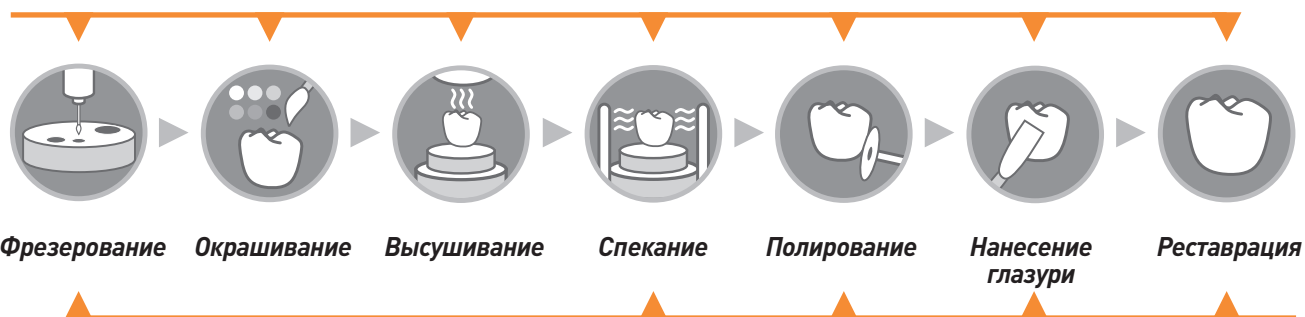 Фрезерование
Окрашивание
Высушивание
Спекание
Полирование
Нанесение
глазури
Реставрация